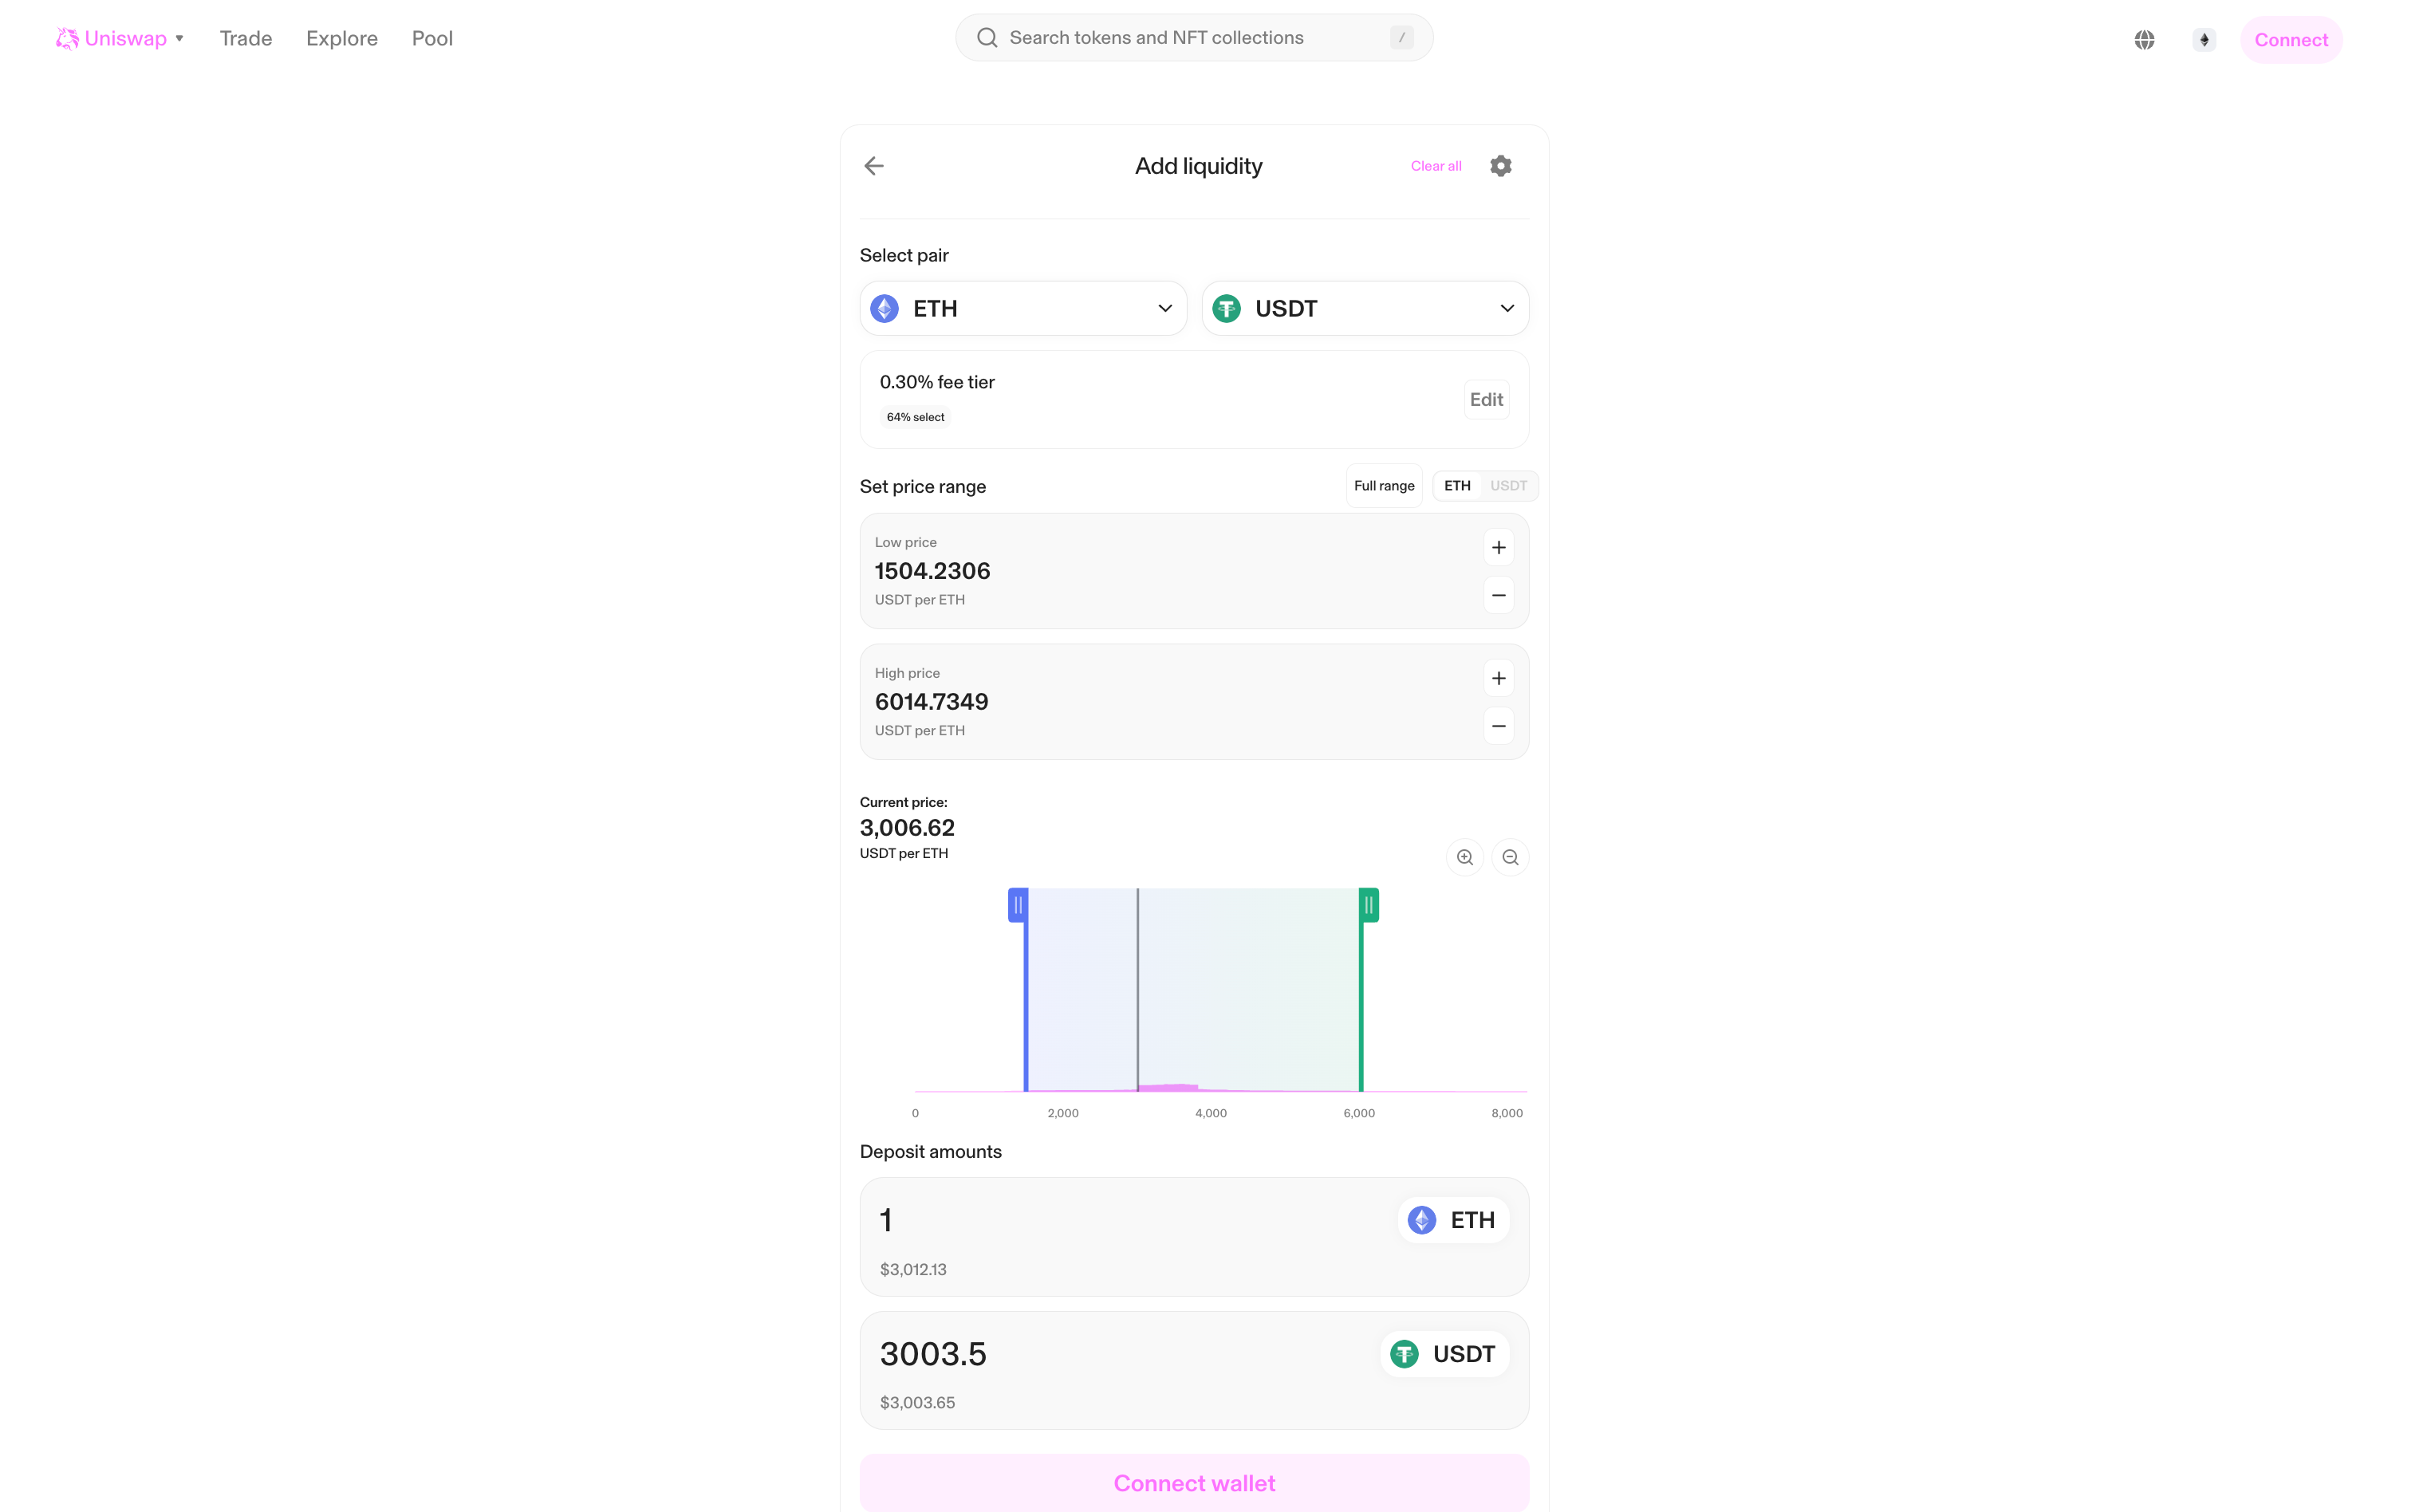 Uniswap
Trade
Explore
Pool
Search tokens and NFT collections
/
Connect
Add liquidity
Clear all
Select pair
ETH
USDT
0.30% fee tier
64% select
Edit
Set price range
Full range
ETH
USDT
Low price
1504.2306
USDT per ETH
High price
6014.7349
USDT per ETH
Current price:
3,006.62
USDT per ETH
0
2,000
4,000
6,000
8,000
Deposit amounts
1
ETH
$3,012.13
3003.5
USDT
$3,003.65
Connect wallet